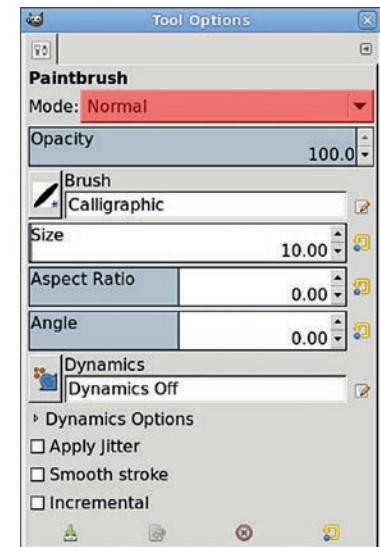 Tool Options
Paintbrush
Mode: Normal
Opacity
100.0
Brush
Calligraphic
Size
10.00
Aspect Ratio
0.00
Angle
0.00
Dynamics
Dynamics Off
Dynamics Options
Apply Jitter
Smooth stroke
Incremental